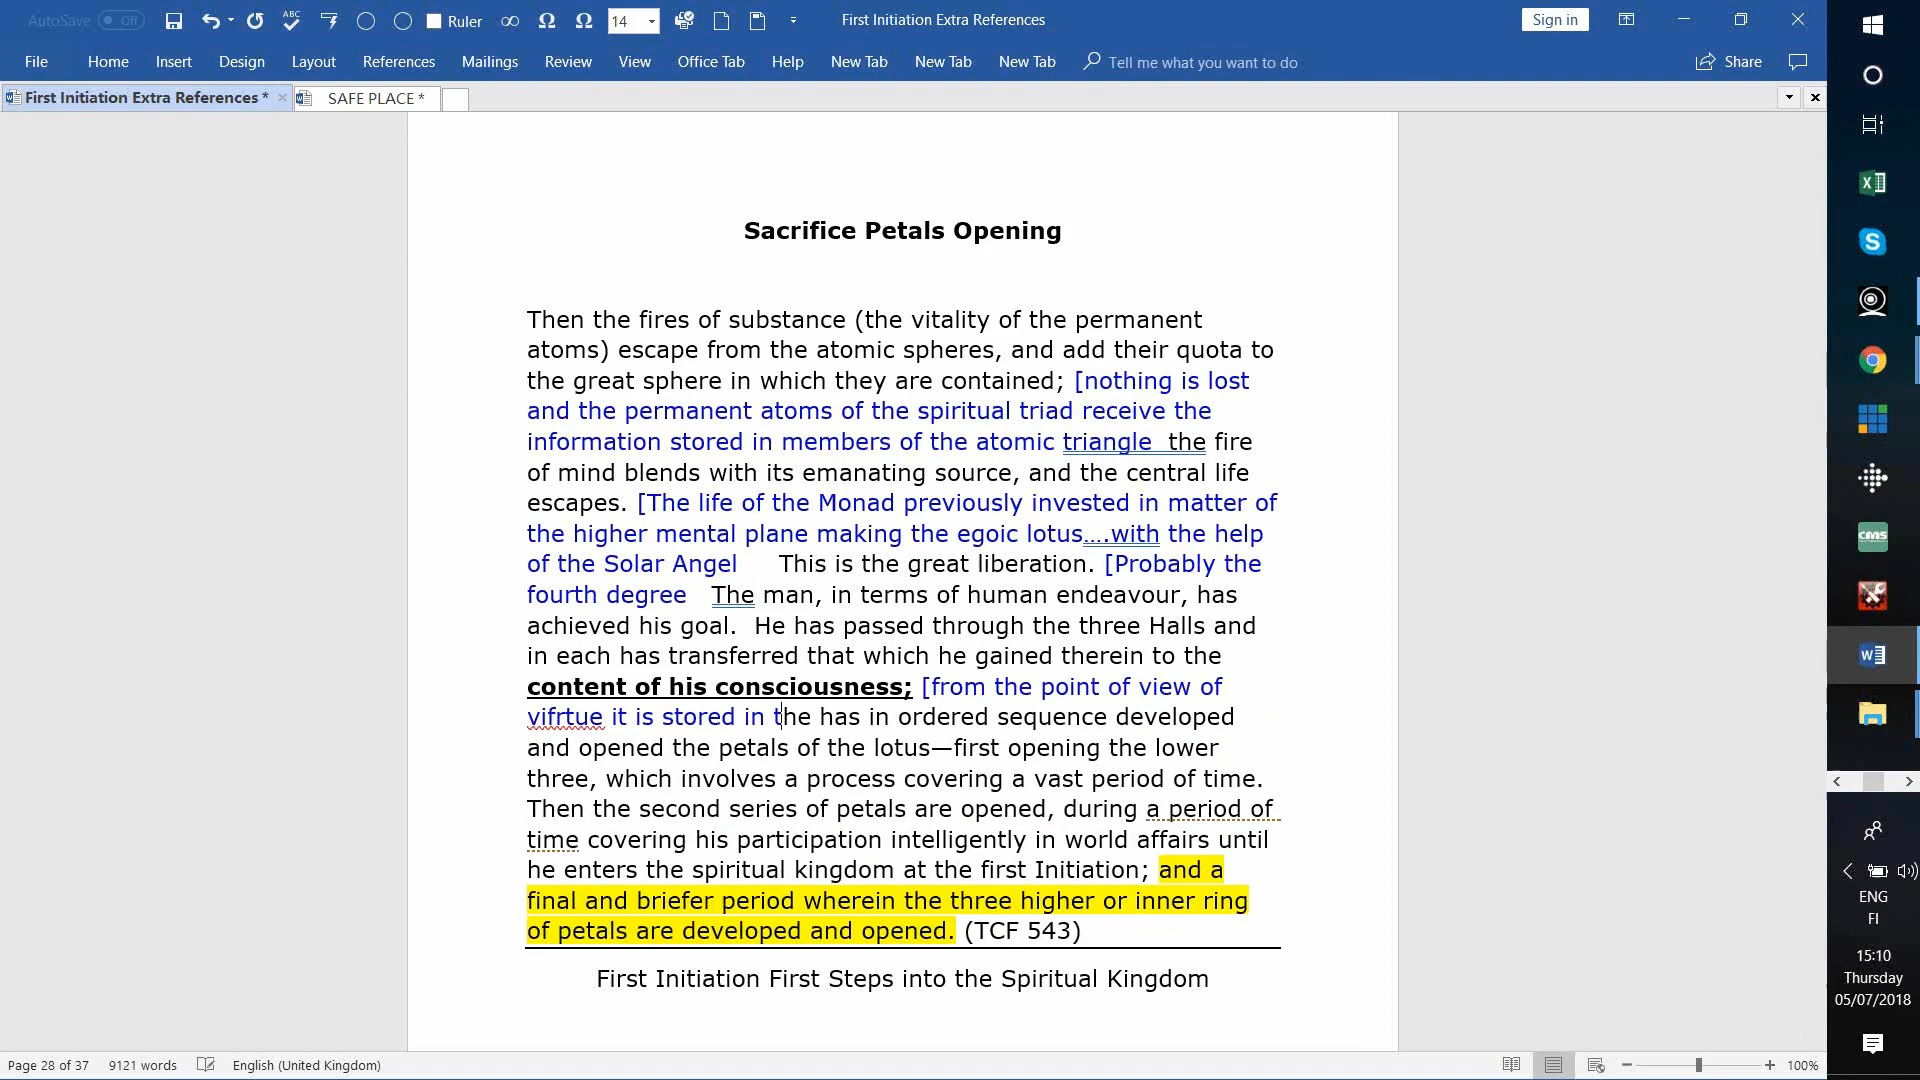 AutoSave Off ABC Ruler 14 First Initiation Extra References Sign in
File Home Insert Design Layout References Mailings Review View Office Tab Help New Tab New Tab New Tab Tell me what you want to do Share
First Initiation Extra References * SAFE PLACE *
Sacrifice Petals Opening
Then the fires of substance (the vitality of the permanent
atoms) escape from the atomic spheres, and add their quota to
the great sphere in which they are contained; [nothing is lost
and the permanent atoms of the spiritual triad receive the
information stored in members of the atomic triangle the fire
of mind blends with its emanating source, and the central life
escapes. [The life of the Monad previously invested in matter of
the higher mental plane making the egoic lotus….with the help
of the Solar Angel This is the great liberation. [Probably the
fourth degree The man, in terms of human endeavour, has
achieved his goal. He has passed through the three Halls and
in each has transferred that which he gained therein to the
content of his consciousness; [from the point of view of
vifrtue it is stored in the has in ordered sequence developed
and opened the petals of the lotus—first opening the lower
three, which involves a process covering a vast period of time.
Then the second series of petals are opened, during a period of
time covering his participation intelligently in world affairs until
he enters the spiritual kingdom at the first Initiation; and a
final and briefer period wherein the three higher or inner ring
of petals are developed and opened. (TCF 543)
First Initiation First Steps into the Spiritual Kingdom
Page 28 of 37 9121 words English (United Kingdom) 100%
cms
ENG
FI
15:10
Thursday
05/07/2018